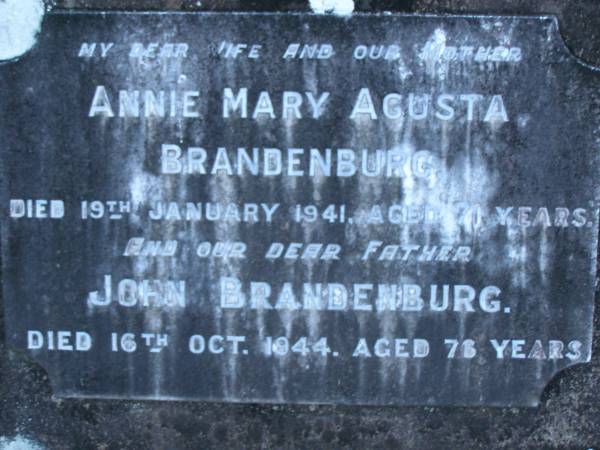 MY DEAR WIFE AND OUR MOTHER
ANNIE MARY AGUSTA
BRANDENBURG
DIED 19TH JANUARY 1941, AGED 71 YEARS.
AND OUR DEAR FATHER
JOHN BRANDENBURG.
DIED 16TH OCT. 1944. AGED 76 YEARS